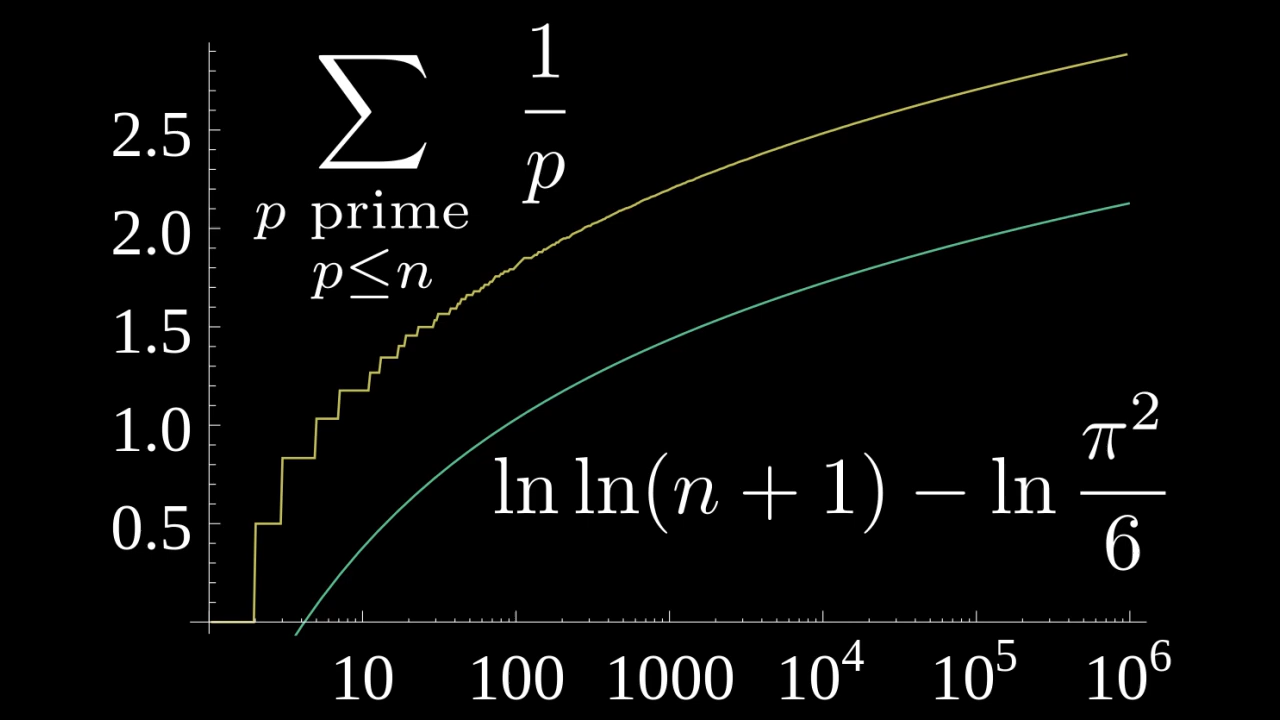 ∑ 1/p
p prime
p≤n
2.5
2.0
1.5
1.0
0.5
ln ln(n + 1) − ln π²/6
10 100 1000 10⁴ 10⁵ 10⁶